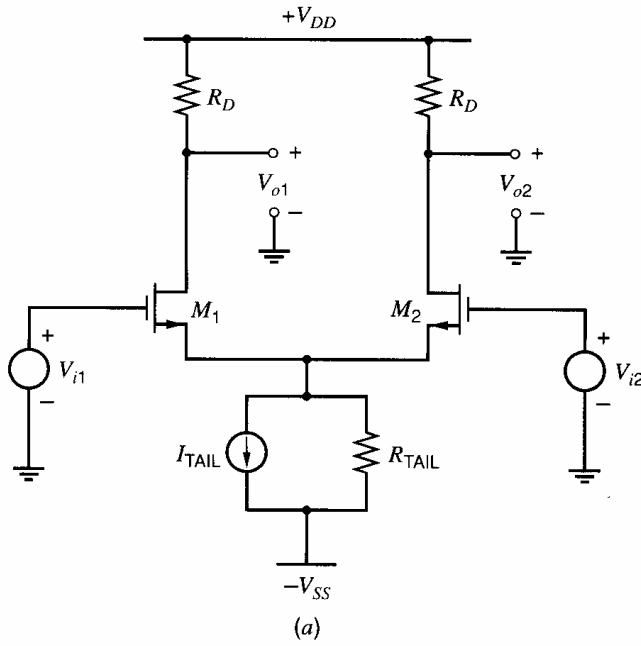 +V_DD
R_D
R_D
+
+
V_o1
V_o2
−
−
M_1
M_2
+
+
V_i1
V_i2
−
−
I_TAIL
R_TAIL
−V_SS
(a)